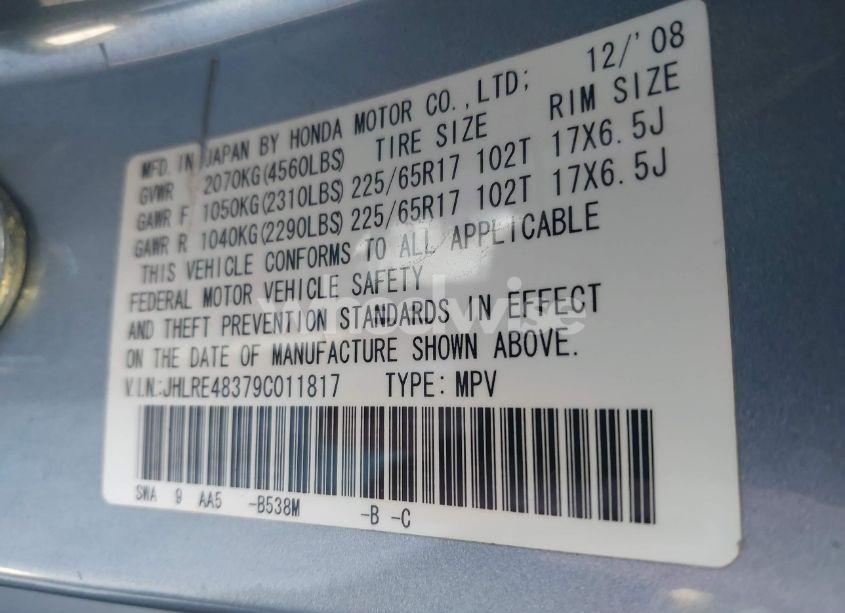 MFD. IN JAPAN BY HONDA MOTOR CO.,LTD; 12/'08
GVWR 2070KG(4560LBS) TIRE SIZE RIM SIZE
GAWR F 1050KG(2310LBS) 225/65R17 102T 17X6.5J
GAWR R 1040KG(2290LBS) 225/65R17 102T 17X6.5J
THIS VEHICLE CONFORMS TO ALL APPLICABLE
FEDERAL MOTOR VEHICLE SAFETY
AND THEFT PREVENTION STANDARDS IN EFFECT
ON THE DATE OF MANUFACTURE SHOWN ABOVE.
V.I.N:JHLRE48379C011817 TYPE:MPV
SWA 9 AA5 -B538M -B -C
wheelwise